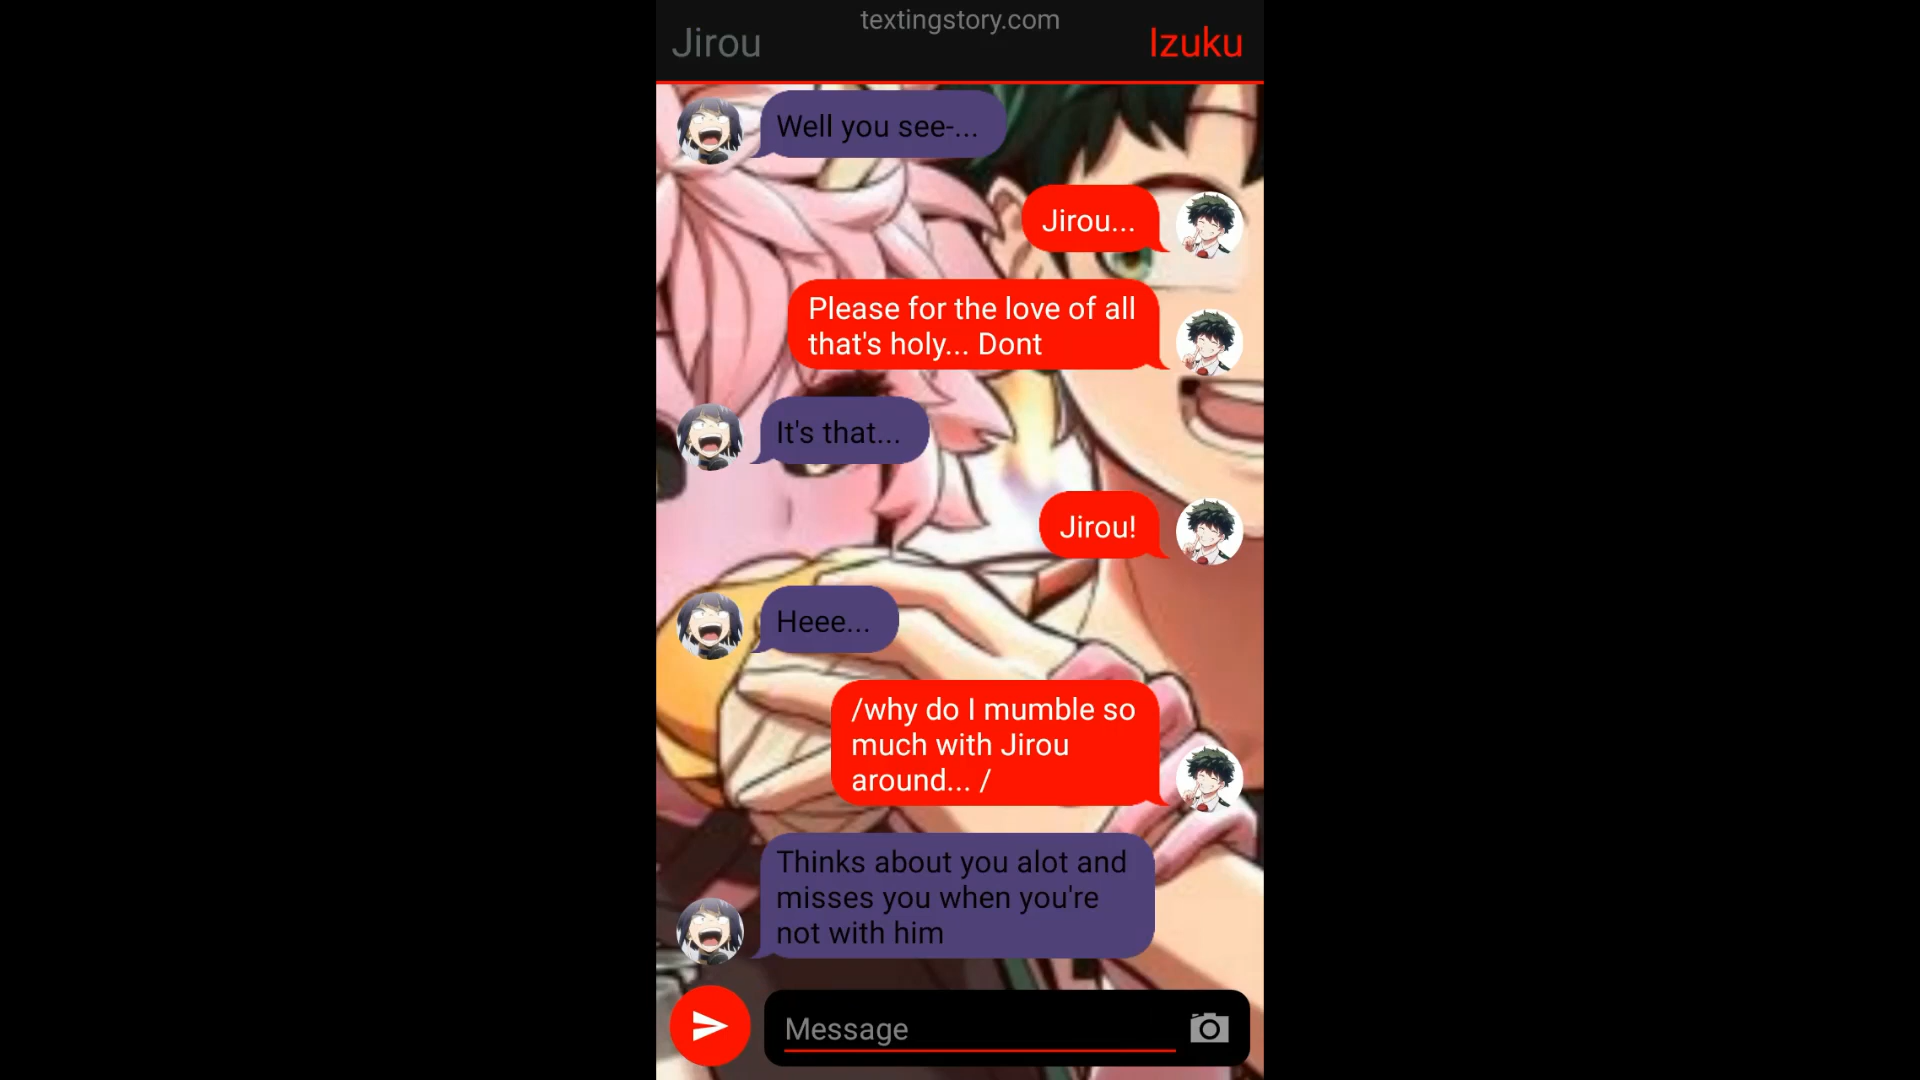 textingstory.com
Jirou
Izuku
Well you see-...
Jirou...
Please for the love of all
that's holy... Dont
It's that...
Jirou!
Heee...
/why do I mumble so
much with Jirou
around... /
Thinks about you alot and
misses you when you're
not with him
Message